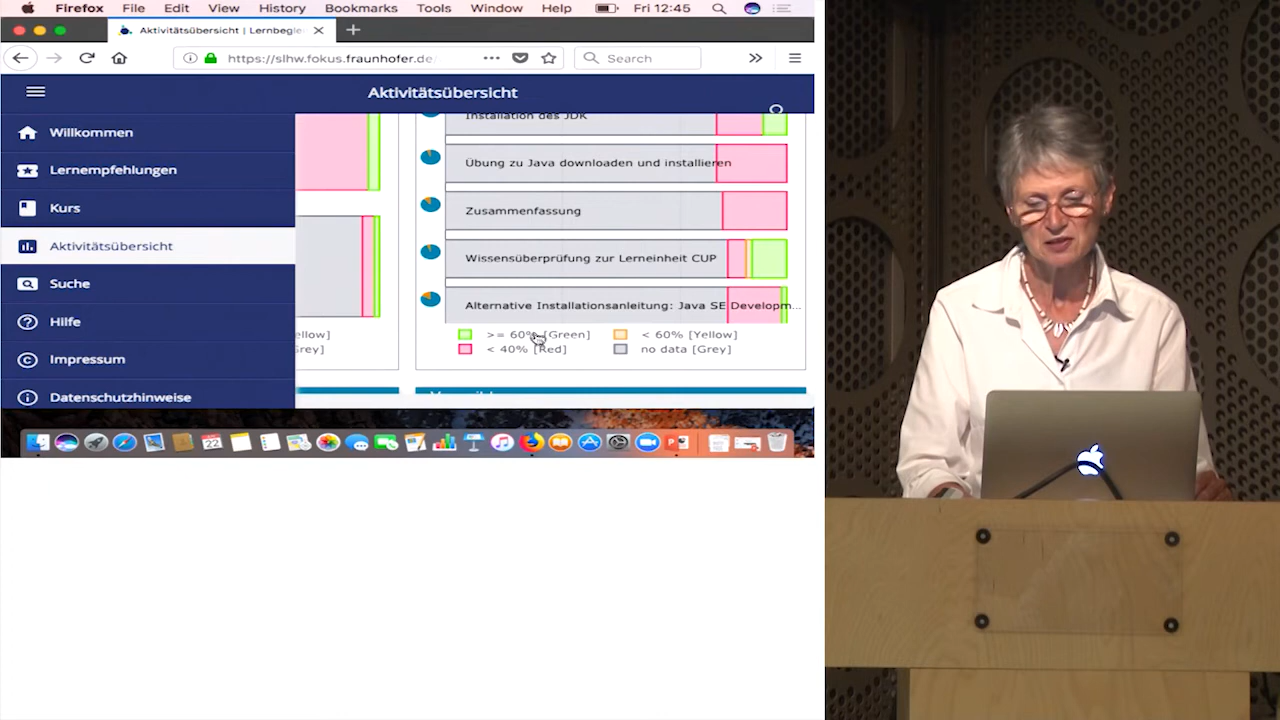 Firefox File Edit View History Bookmarks Tools Window Help Fri 12:45
Aktivitätsübersicht | Lernbegle
https://slhw.fokus.fraunhofer.de/ Search
Aktivitätsübersicht
Willkommen
Lernempfehlungen
Kurs
Aktivitätsübersicht
Suche
Hilfe
Impressum
Datenschutzhinweise
Installation des JDK
Übung zu Java downloaden und installieren
Zusammenfassung
Wissensüberprüfung zur Lerneinheit CUP
Alternative Installationsanleitung: Java SE Developm...
>= 60% [Green] < 60% [Yellow]
< 40% [Red] no data [Grey]
ellow]
Grey]
22